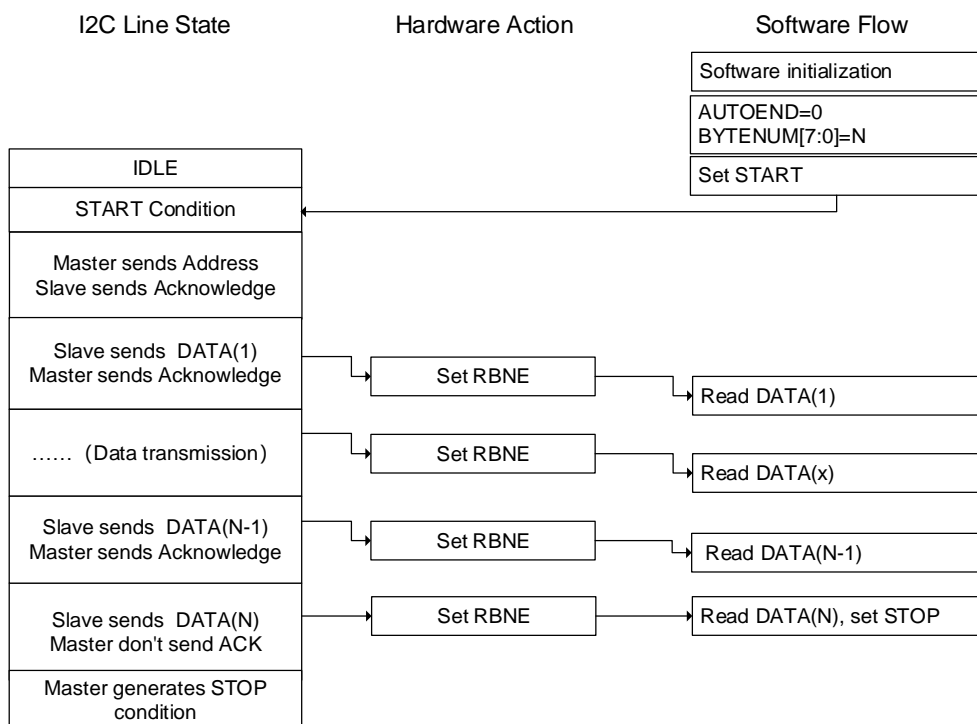 I2C Line State
Hardware Action
Software Flow
Software initialization
AUTOEND=0
BYTENUM[7:0]=N
Set START
IDLE
START Condition
Master sends Address
Slave sends Acknowledge
Slave sends DATA(1)
Master sends Acknowledge
Set RBNE
Read DATA(1)
...... (Data transmission)
Set RBNE
Read DATA(x)
Slave sends DATA(N-1)
Master sends Acknowledge
Set RBNE
Read DATA(N-1)
Slave sends DATA(N)
Master don't send ACK
Set RBNE
Read DATA(N), set STOP
Master generates STOP
condition